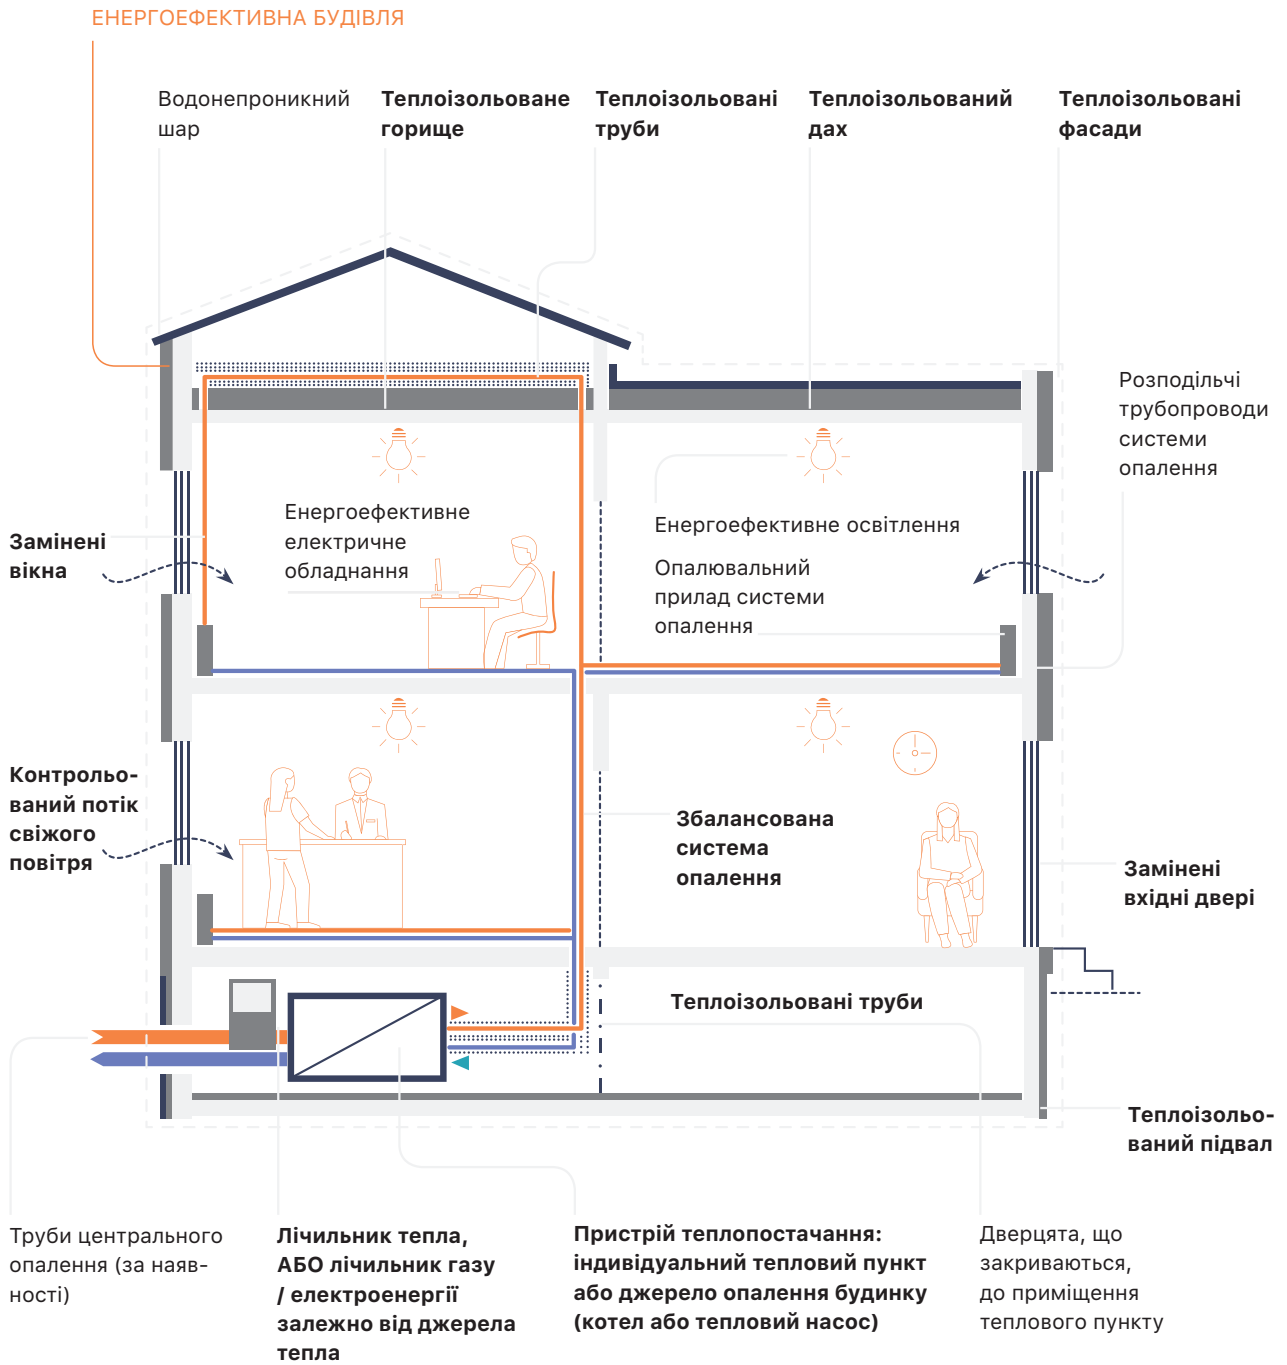 ЕНЕРГОЕФЕКТИВНА БУДІВЛЯ
Водонепроникний
шар
Теплоізольоване
горище
Теплоізольовані
труби
Теплоізольований
дах
Теплоізольовані
фасади
Розподільчі
трубопроводи
системи
опалення
Енергоефективне
електричне
обладнання
Енергоефективне освітлення
Опалювальний
прилад системи
опалення
Замінені
вікна
Контрольо-
ваний потік
свіжого
повітря
Збалансована
система
опалення
Замінені
вхідні двері
Теплоізольовані труби
Теплоізольо-
ваний підвал
Труби центрального
опалення (за наяв-
ності)
Лічильник тепла,
АБО лічильник газу
/ електроенергії
залежно від джерела
тепла
Пристрій теплопостачання:
індивідуальний тепловий пункт
або джерело опалення будинку
(котел або тепловий насос)
Дверцята, що
закриваються,
до приміщення
теплового пункту